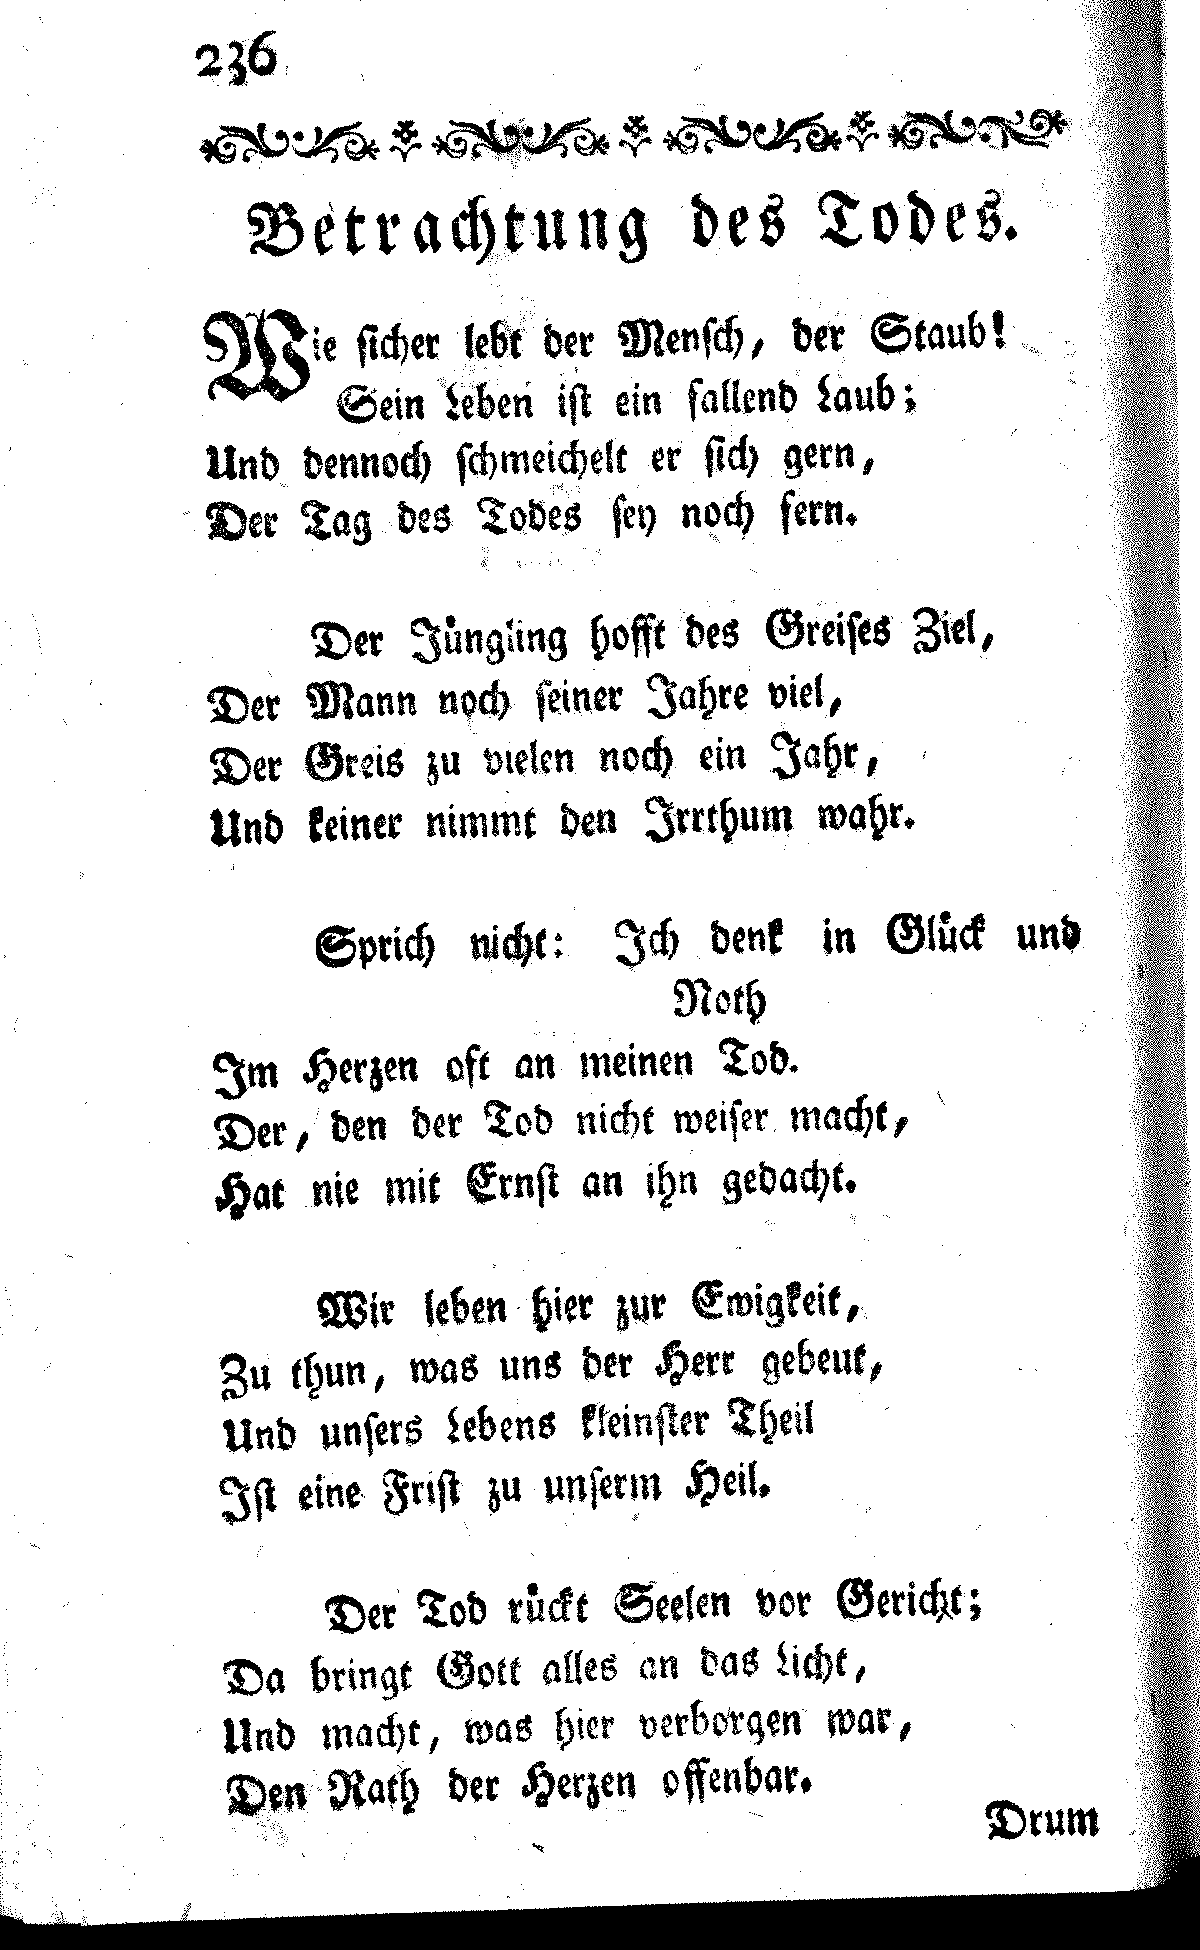 236
Betrachtung des Todes.
Wie sicher lebt der Mensch, der Staub!
Sein Leben ist ein fallend Laub;
Und dennoch schmeichelt er sich gern,
Der Tag des Todes sey noch fern.
Der Jüngling hofft des Greises Ziel,
Der Mann noch seiner Jahre viel,
Der Greis zu vielen noch ein Jahr,
Und keiner nimmt den Irrthum wahr.
Sprich nicht: Ich denk in Glück und
Noth
Im Herzen oft an meinen Tod.
Der, den der Tod nicht weiser macht,
Hat nie mit Ernst an ihn gedacht.
Wir leben hier zur Ewigkeit,
Zu thun, was uns der Herr gebeut,
Und unsers Lebens kleinster Theil
Ist eine Frist zu unserm Heil.
Der Tod rückt Seelen vor Gericht;
Da bringt Gott alles an das Licht,
Und macht, was hier verborgen war,
Den Rath der Herzen offenbar.
Drum